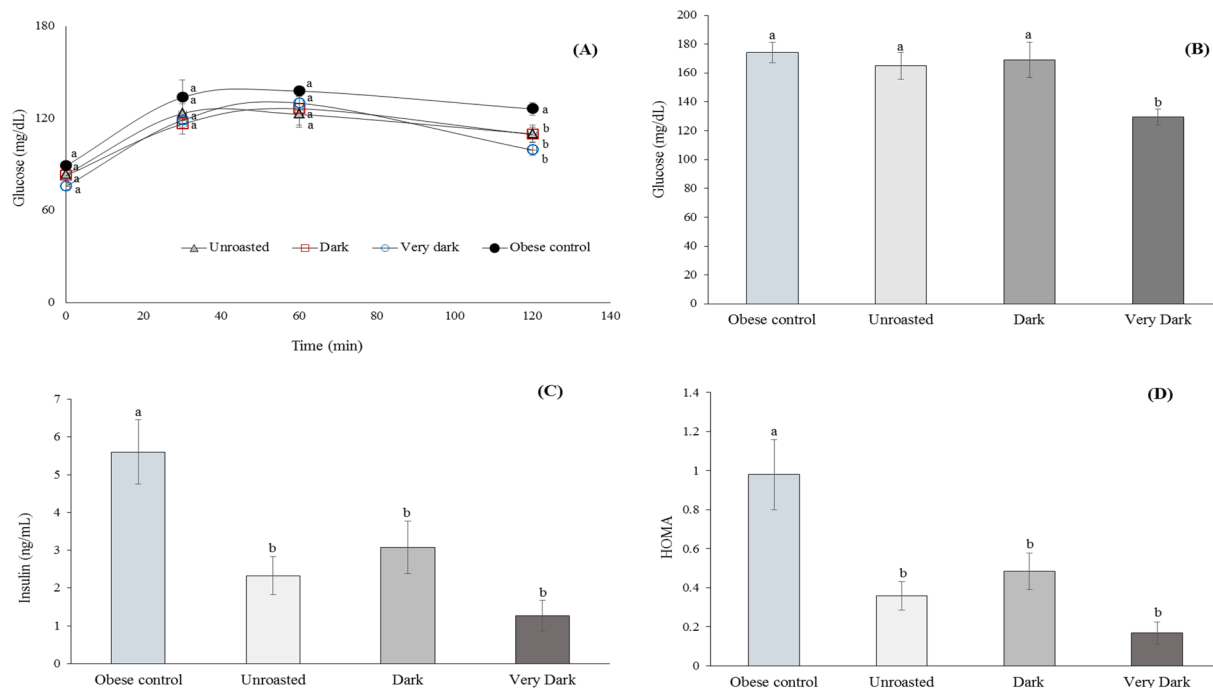 180
120
60
0
Glucose (mg/dL)
(A)
a
a
a
a
a
a
a
a
a
a
a
a
a
b
b
b
Unroasted
Dark
Very dark
Obese control
0
20
40
60
80
100
120
140
Time (min)
(B)
200
180
160
140
120
100
80
60
40
20
0
Glucose (mg/dL)
a
a
a
b
Obese control
Unroasted
Dark
Very Dark
(C)
7
6
5
4
3
2
1
0
Insulin (ng/mL)
a
b
b
b
Obese control
Unroasted
Dark
Very Dark
(D)
1.4
1.2
1
0.8
0.6
0.4
0.2
0
HOMA
a
b
b
b
Obese control
Unroasted
Dark
Very Dark